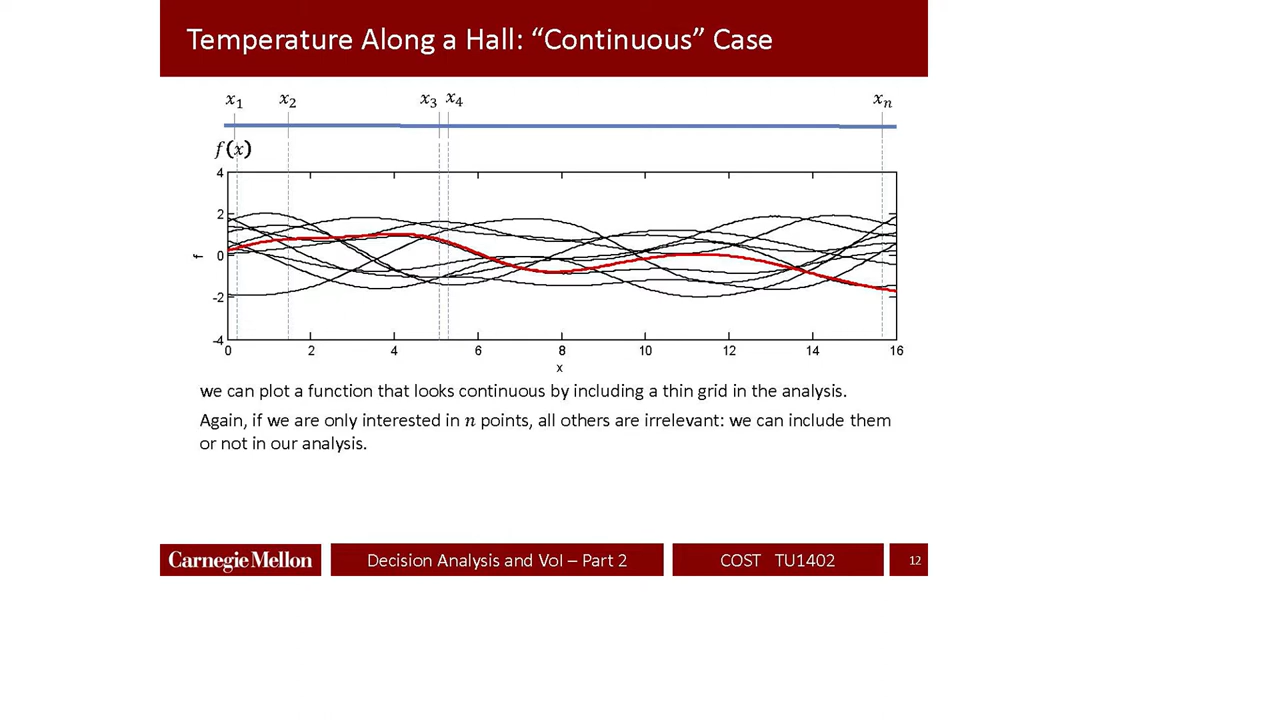 Temperature Along a Hall: “Continuous” Case
x₁ x₂ x₃ x₄ xₙ
f(x)
4
2
0
-2
-4
f
0 2 4 6 8 10 12 14 16
x
we can plot a function that looks continuous by including a thin grid in the analysis.
Again, if we are only interested in n points, all others are irrelevant: we can include them
or not in our analysis.
Carnegie Mellon
Decision Analysis and VoI – Part 2
COST TU1402
12